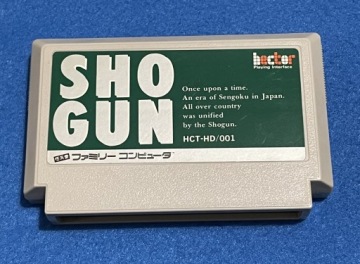 SHO
GUN
hector
Playing Interface
Once upon a time.
An era of Sengoku in Japan.
All over country
was unified
by the Shogun.
HCT-HD/001
ファミリー コンピュータ